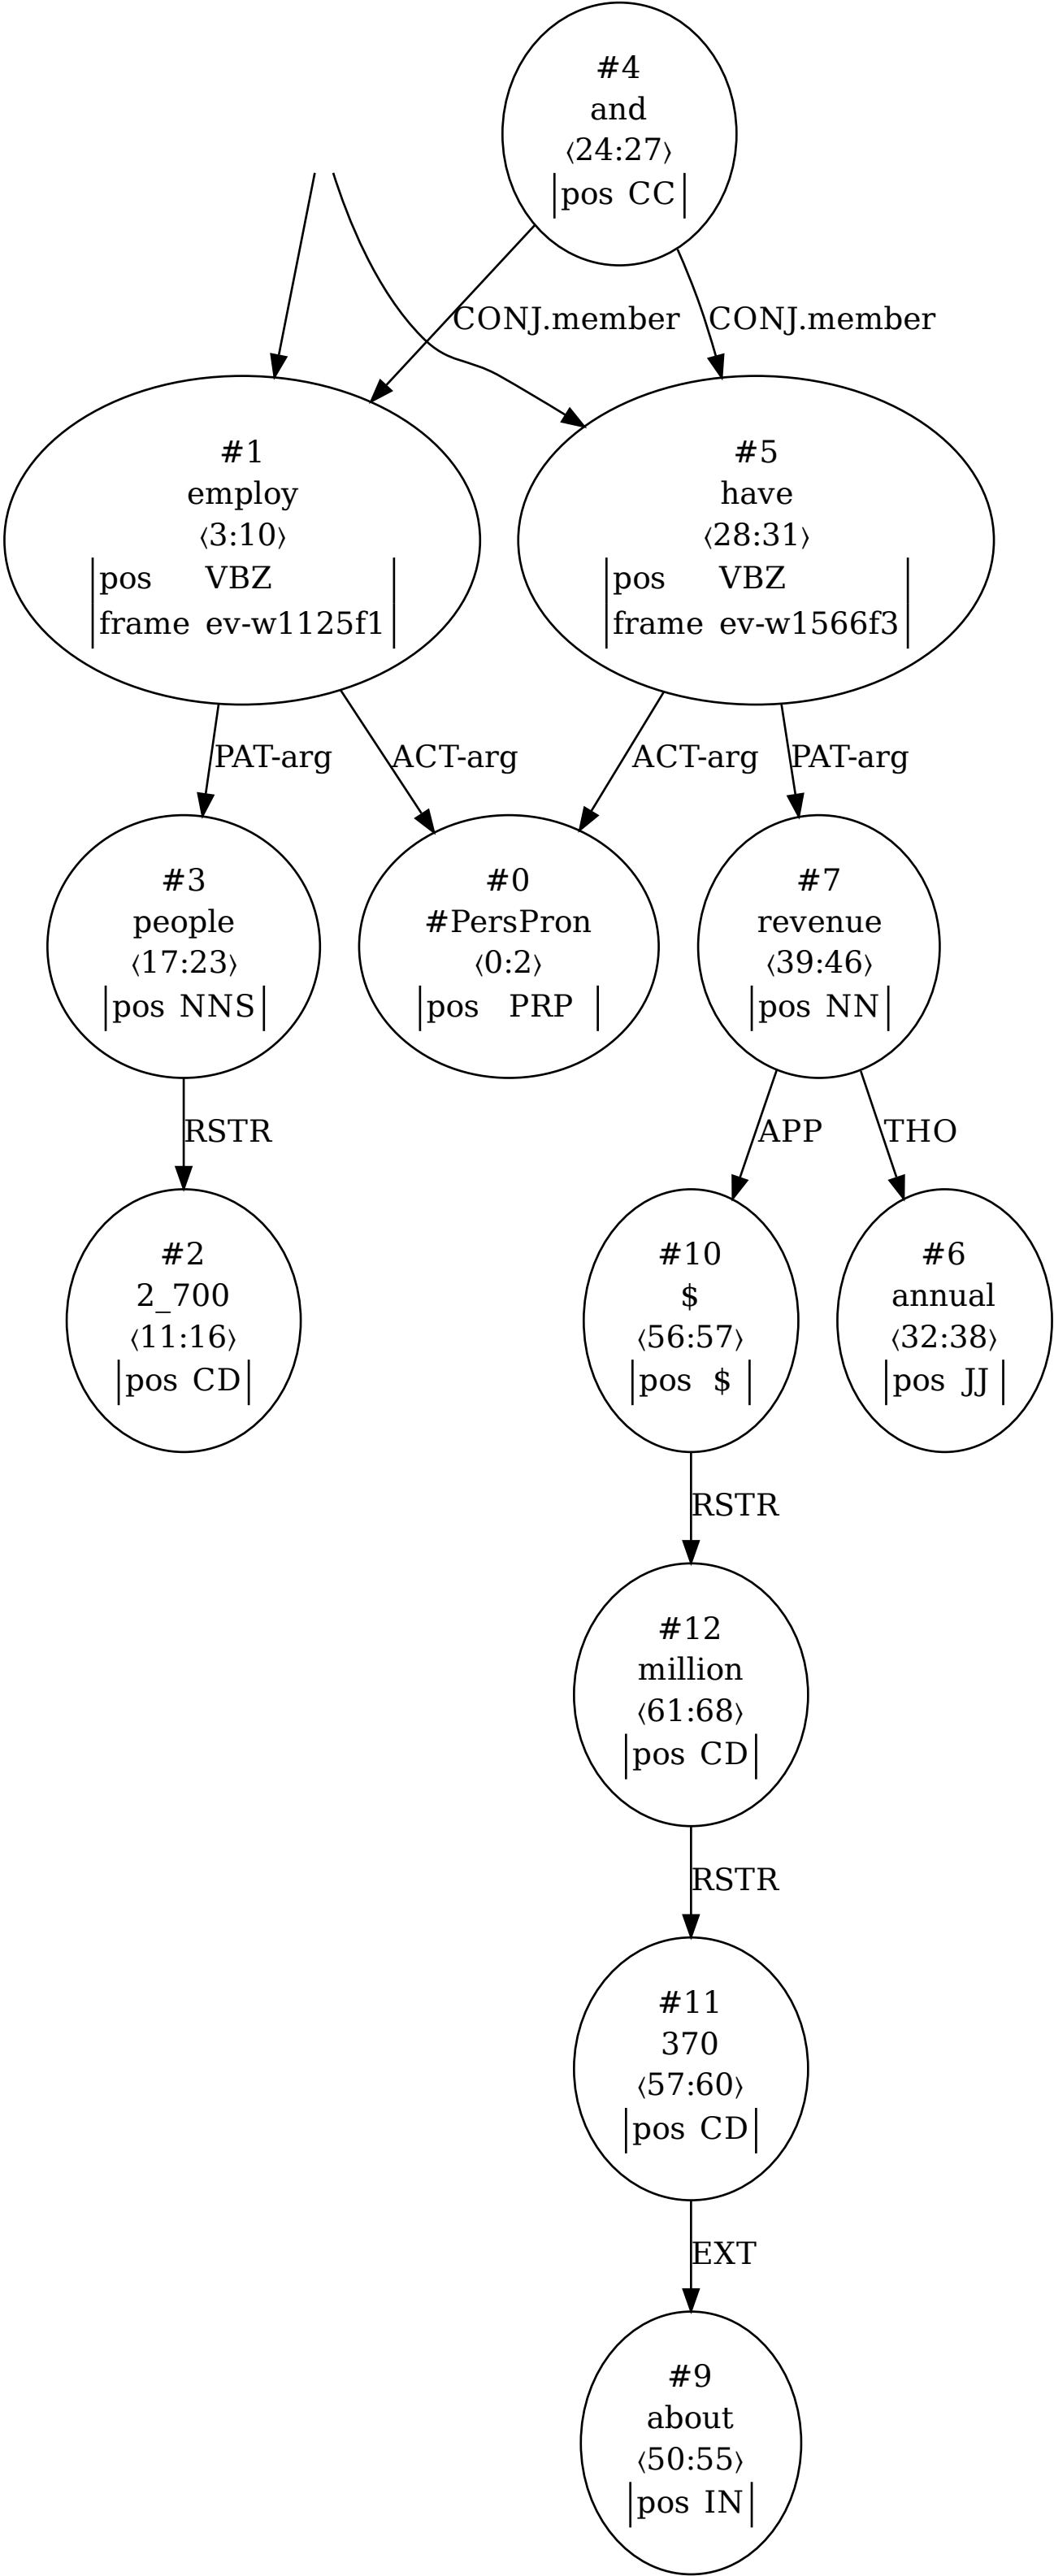 #4
and
⟨24:27⟩
pos CC
CONJ.member
CONJ.member
#1
employ
⟨3:10⟩
pos VBZ
frame ev-w1125f1
#5
have
⟨28:31⟩
pos VBZ
frame ev-w1566f3
PAT-arg
ACT-arg
ACT-arg
PAT-arg
#3
people
⟨17:23⟩
pos NNS
#0
#PersPron
⟨0:2⟩
pos PRP
#7
revenue
⟨39:46⟩
pos NN
RSTR
APP
THO
#2
2_700
⟨11:16⟩
pos CD
#10
$
⟨56:57⟩
pos $
#6
annual
⟨32:38⟩
pos JJ
RSTR
#12
million
⟨61:68⟩
pos CD
RSTR
#11
370
⟨57:60⟩
pos CD
EXT
#9
about
⟨50:55⟩
pos IN